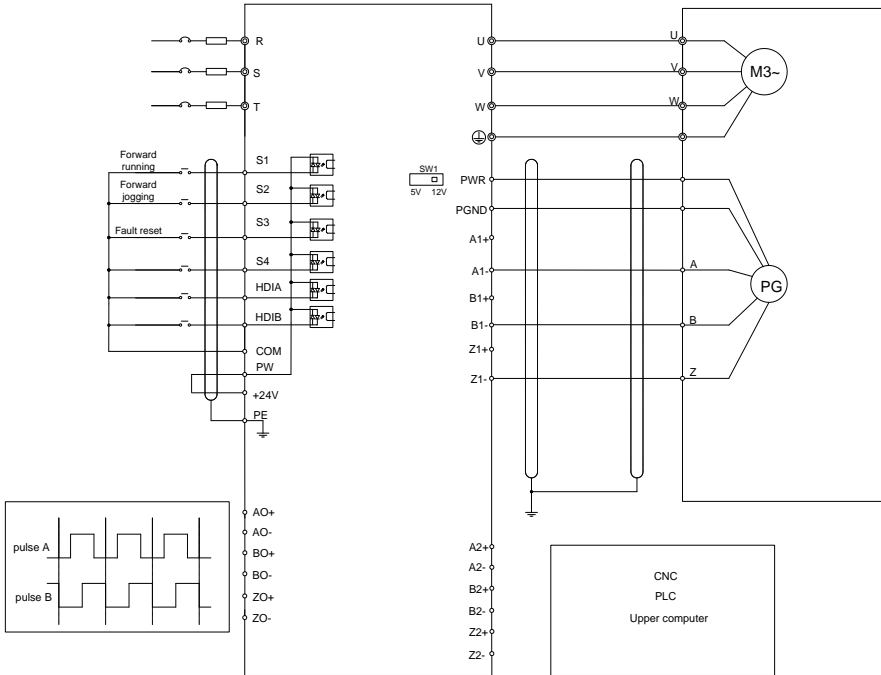 R
S
T
U
V
W
U
V
W
M3~
Forward
running
Forward
jogging
Fault reset
S1
S2
S3
S4
HDIA
HDIB
COM
PW
+24V
PE
SW1
5V 12V
PWR
PGND
A1+
A1-
B1+
B1-
Z1+
Z1-
A
B
Z
PG
pulse A
pulse B
AO+
AO-
BO+
BO-
ZO+
ZO-
A2+
A2-
B2+
B2-
Z2+
Z2-
CNC
PLC
Upper computer